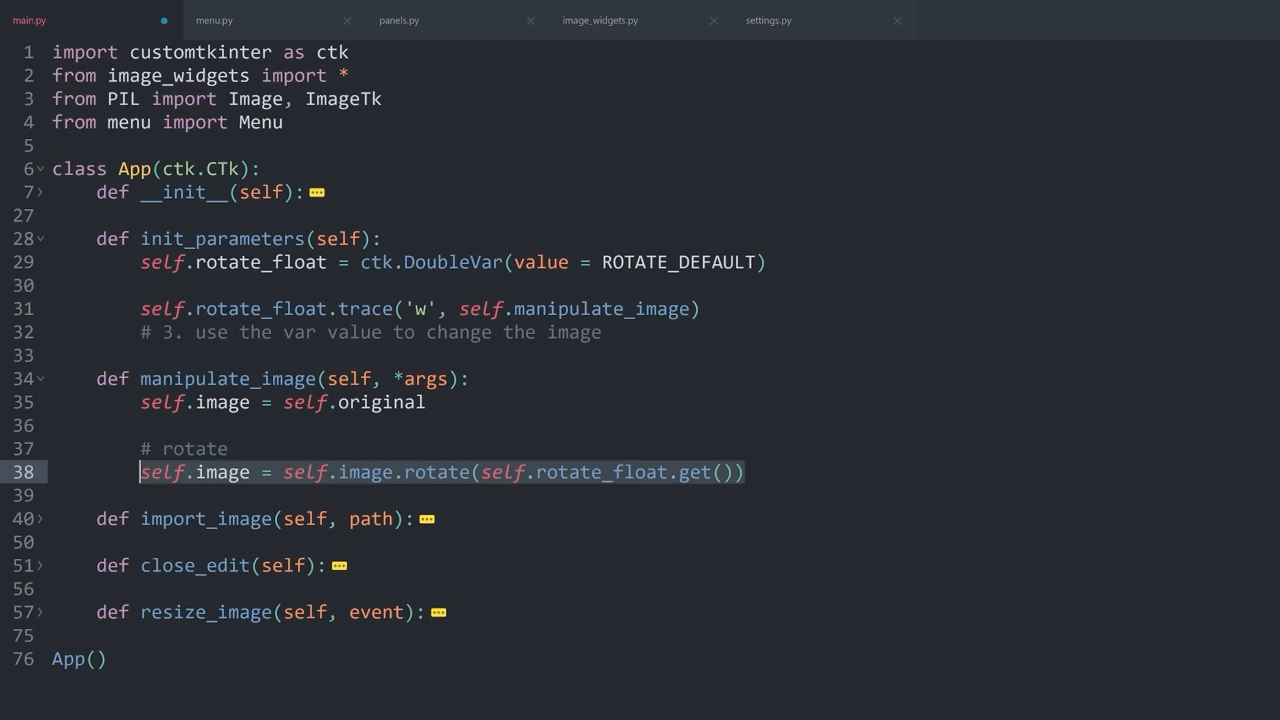 main.py menu.py panels.py image_widgets.py settings.py
1 import customtkinter as ctk
2 from image_widgets import *
3 from PIL import Image, ImageTk
4 from menu import Menu
5
6 class App(ctk.CTk):
7     def __init__(self):
27
28     def init_parameters(self):
29         self.rotate_float = ctk.DoubleVar(value = ROTATE_DEFAULT)
30
31         self.rotate_float.trace('w', self.manipulate_image)
32         # 3. use the var value to change the image
33
34     def manipulate_image(self, *args):
35         self.image = self.original
36
37         # rotate
38         self.image = self.image.rotate(self.rotate_float.get())
39
40     def import_image(self, path):
50
51     def close_edit(self):
56
57     def resize_image(self, event):
75
76 App()